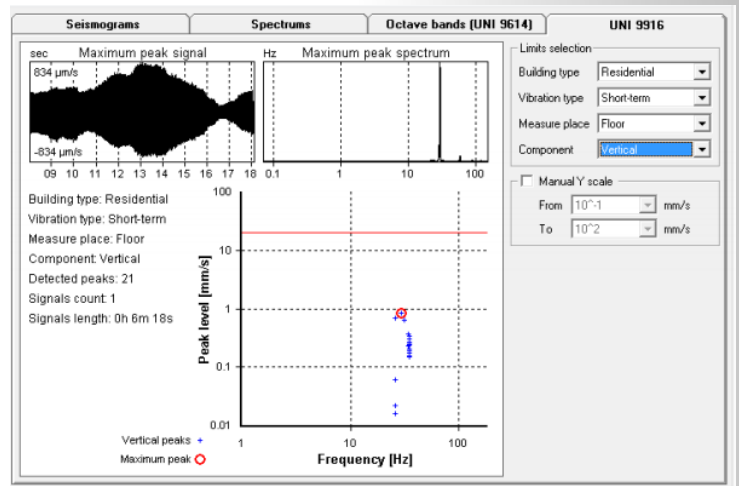 Seismograms
Spectrums
Octave bands (UNI 9614)
UNI 9916
sec Maximum peak signal
834 µm/s
-834 µm/s
09 10 11 12 13 14 15 16 17 18
Hz Maximum peak spectrum
0.1 1 10 100
Limits selection
Building type Residential
Vibration type Short-term
Measure place Floor
Component Vertical
Manual Y scale
From 10^-1 mm/s
To 10^2 mm/s
Building type: Residential
Vibration type: Short-term
Measure place: Floor
Component: Vertical
Detected peaks: 21
Signals count: 1
Signals length: 0h 6m 18s
Peak level [mm/s]
100
10
1
0.1
0.01
1 10 100
Frequency [Hz]
Vertical peaks
Maximum peak